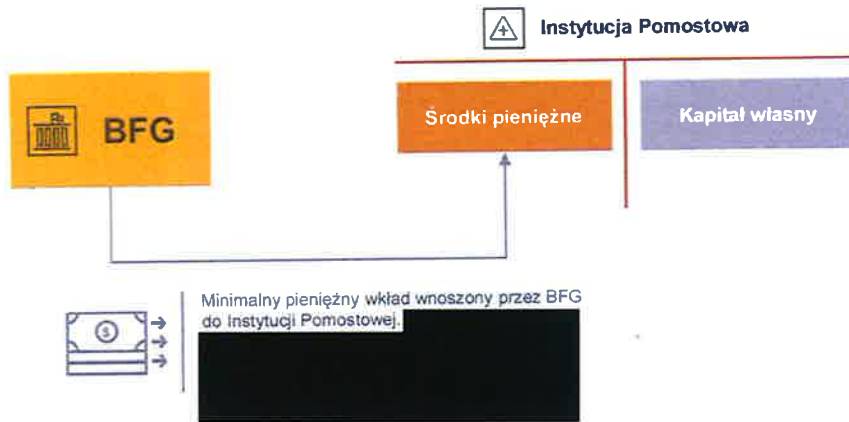 Instytucja Pomostowa
BFG
Środki pieniężne
Kapitał własny
Minimalny pieniężny wkład wnoszony przez BFG
do Instytucji Pomostowej.